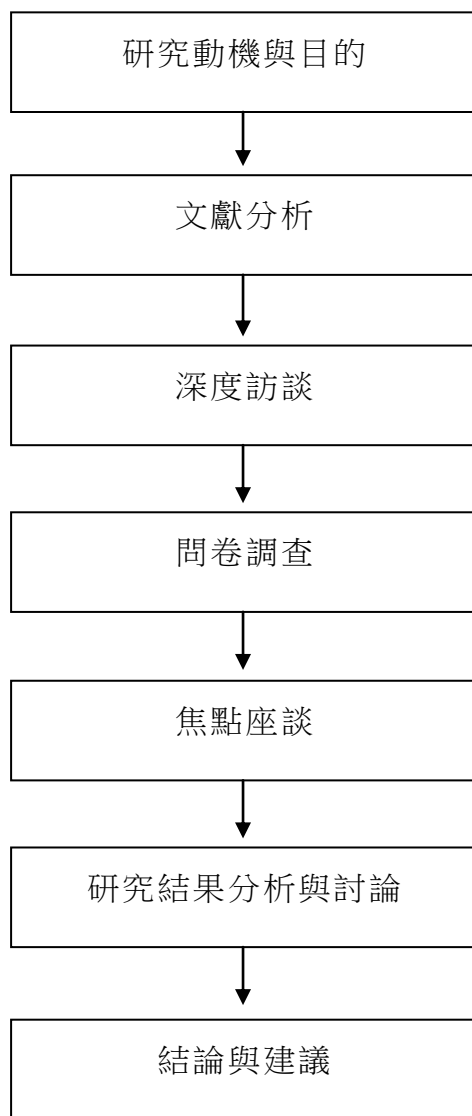 研究動機與目的
文獻分析
深度訪談
問卷調查
焦點座談
研究結果分析與討論
結論與建議